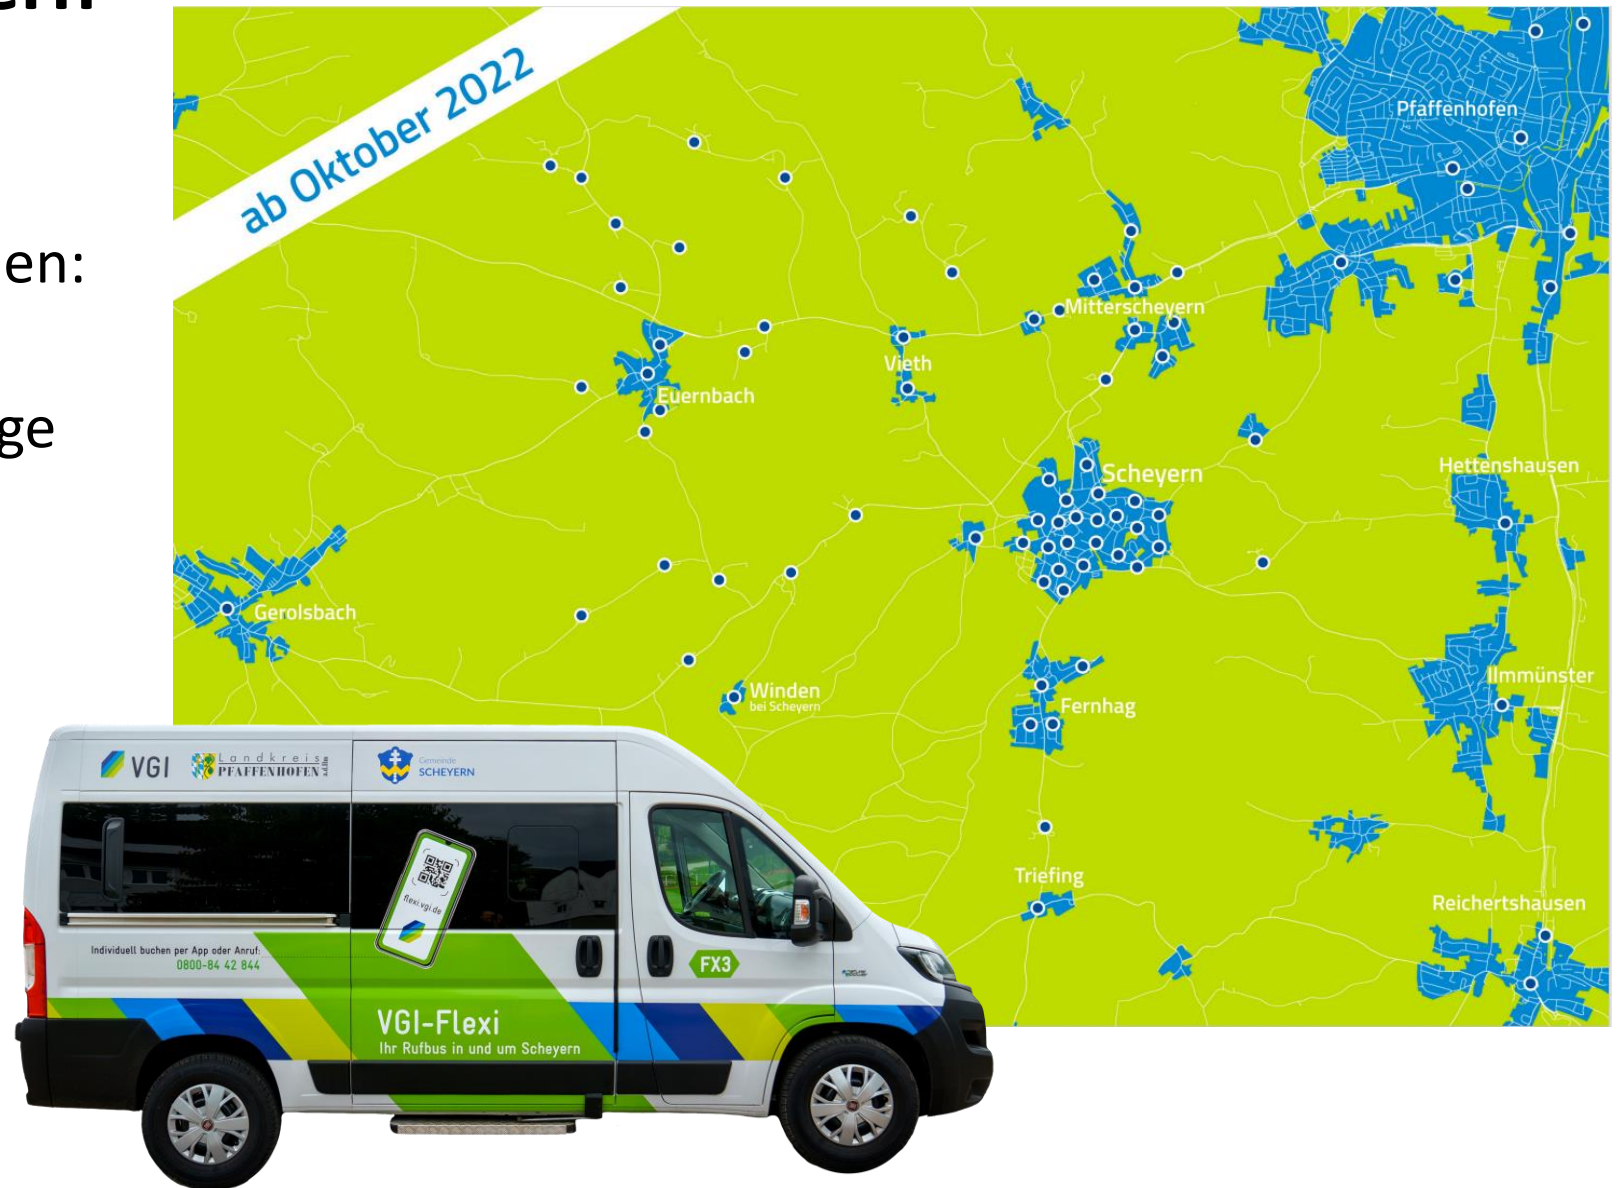 ern
en:
ge
ab Oktober 2022
Pfaffenhofen
Mitterscheyern
Vieth
Euernbach
Scheyern
Hettenshausen
Gerolsbach
Ilmmünster
Winden
bei Scheyern
Fernhag
Triefing
Reichertshausen
VGI
Landkreis
PFAFFENHOFEN a.d.Ilm
Gemeinde
SCHEYERN
flexi.vgi.de
Individuell buchen per App oder Anruf:
0800-84 42 844
FX3
VGI-Flexi
Ihr Rufbus in und um Scheyern